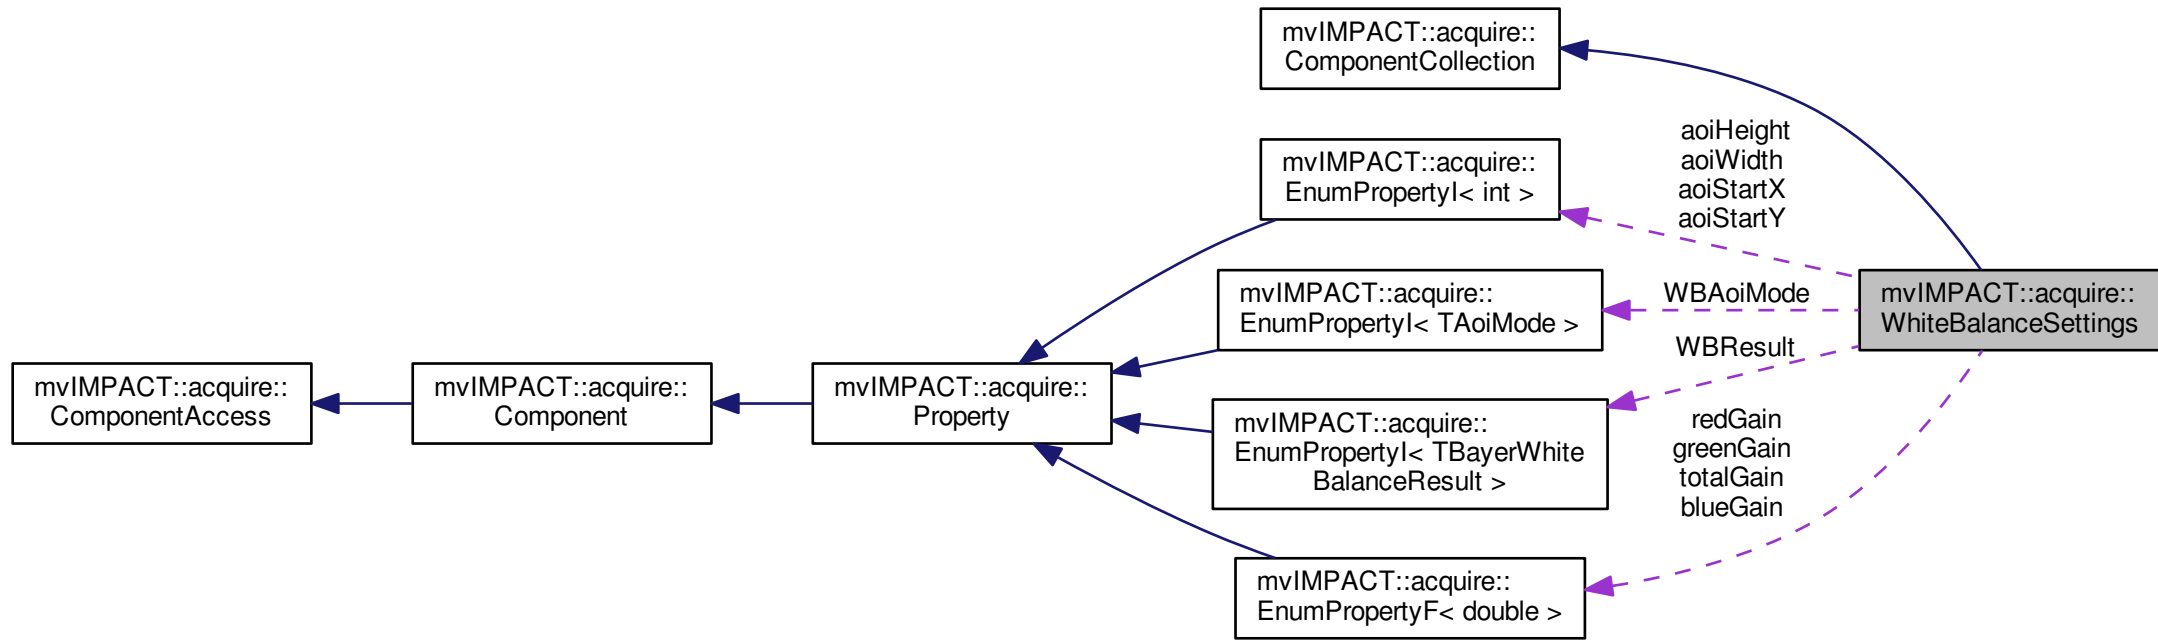 mvIMPACT::acquire::
ComponentCollection
mvIMPACT::acquire::
EnumPropertyI< int >
aoiHeight
aoiWidth
aoiStartX
aoiStartY
mvIMPACT::acquire::
EnumPropertyI< TAoiMode >
WBAoiMode
mvIMPACT::acquire::
WhiteBalanceSettings
WBResult
mvIMPACT::acquire::
ComponentAccess
mvIMPACT::acquire::
Component
mvIMPACT::acquire::
Property
mvIMPACT::acquire::
EnumPropertyI< TBayerWhite
BalanceResult >
redGain
greenGain
totalGain
blueGain
mvIMPACT::acquire::
EnumPropertyF< double >